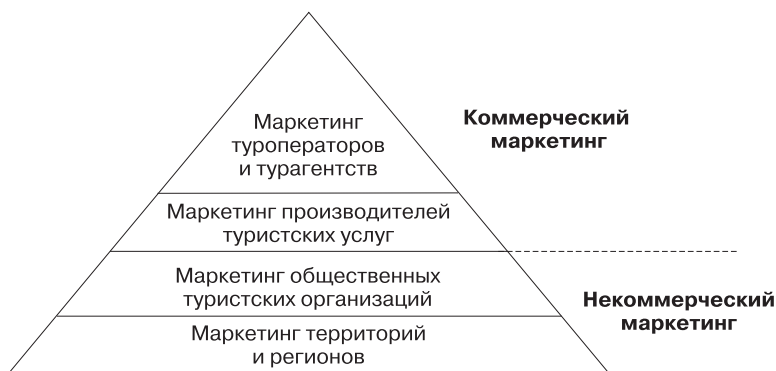 Маркетинг
туроператоров
и турагентств
Коммерческий
маркетинг
Маркетинг производителей
туристских услуг
Маркетинг общественных
туристских организаций
Некоммерческий
маркетинг
Маркетинг территорий
и регионов